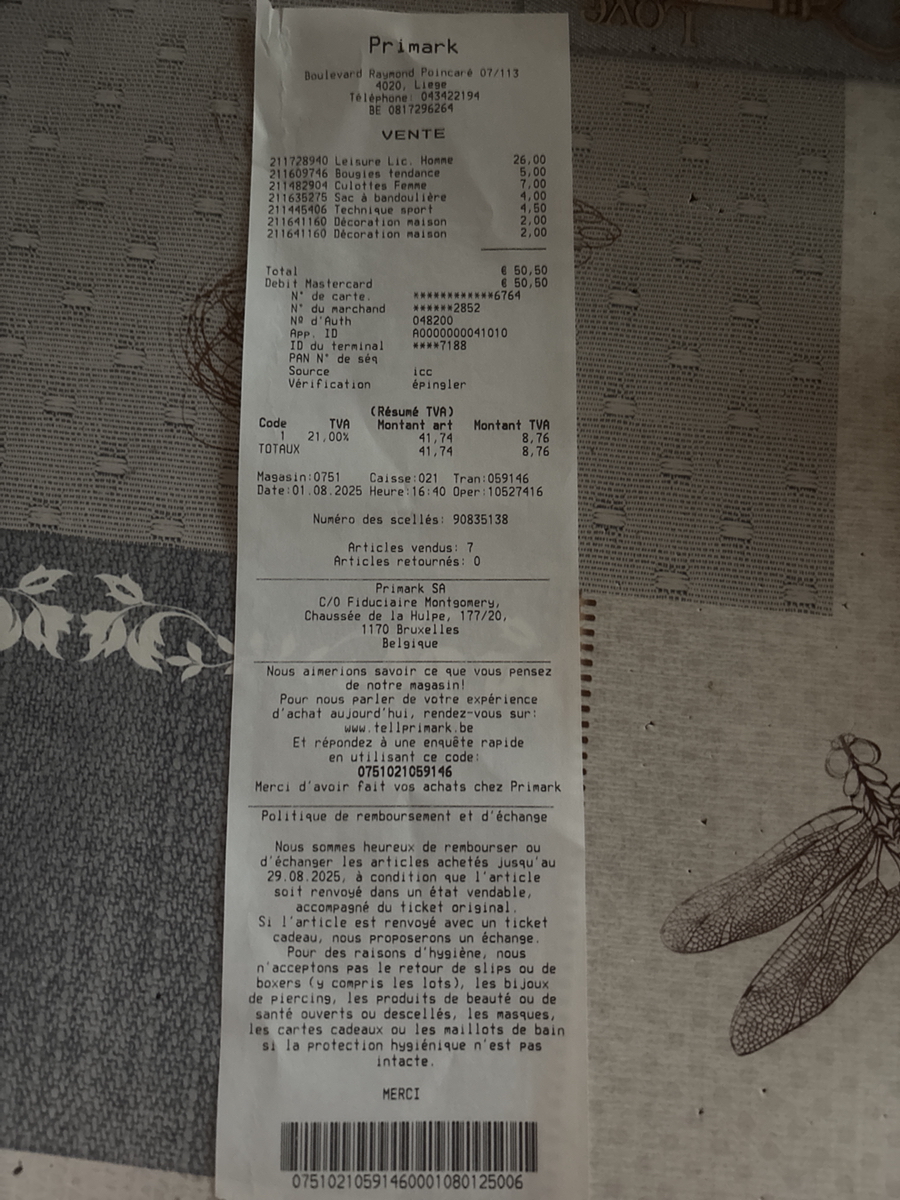 LOVE
Primark
Boulevard Raymond Poincaré 07/113
4020, Liege
Téléphone: 043422194
BE 0817296264
VENTE
211728940 Leisure Lic. Homme 26,00
211609746 Bougies tendance 5,00
211482904 Culottes Femme 7,00
211635275 Sac à bandoulière 4,00
211445406 Technique sport 4,50
211641160 Décoration maison 2,00
211641160 Décoration maison 2,00
Total € 50,50
Debit Mastercard € 50,50
N° de carte. ************6764
N° du marchand ******2852
Nº d'Auth 048200
App. ID A0000000041010
ID du terminal ****7188
PAN N° de séq
Source icc
Vérification épingler
(Résumé TVA)
Code TVA Montant art Montant TVA
1 21,00% 41,74 8,76
TOTAUX 41,74 8,76
Magasin:0751 Caisse:021 Tran:059146
Date:01.08.2025 Heure:16:40 Oper:10527416
Numéro des scellés: 90835138
Articles vendus: 7
Articles retournés: 0
Primark SA
C/O Fiduciaire Montgomery,
Chaussée de la Hulpe, 177/20,
1170 Bruxelles
Belgique
Nous aimerions savoir ce que vous pensez
de notre magasin!
Pour nous parler de votre expérience
d'achat aujourd'hui, rendez-vous sur:
www.tellprimark.be
Et répondez à une enquête rapide
en utilisant ce code:
0751021059146
Merci d'avoir fait vos achats chez Primark
Politique de remboursement et d'échange
Nous sommes heureux de rembourser ou
d'échanger les articles achetés jusqu'au
29.08.2025, à condition que l'article
soit renvoyé dans un état vendable,
accompagné du ticket original.
Si l'article est renvoyé avec un ticket
cadeau, nous proposerons un échange.
Pour des raisons d'hygiène, nous
n'acceptons pas le retour de slips ou de
boxers (y compris les lots), les bijoux
de piercing, les produits de beauté ou de
santé ouverts ou descellés, les masques,
les cartes cadeaux ou les maillots de bain
si la protection hygiénique n'est pas
intacte.
MERCI
0751021059146000108​0125006